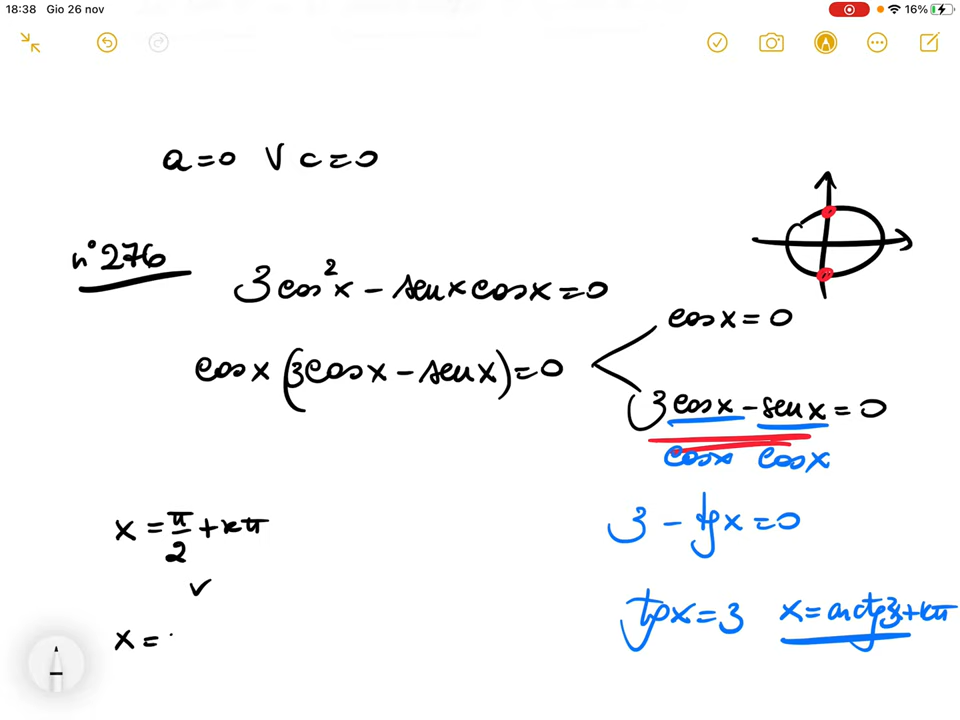 18:38 Gio 26 nov 16%
a=0 V c=0
n° 276
3cos²x - senx cosx = 0
cosx = 0
cosx (3cosx - senx) = 0
3cosx - senx = 0
cosx cosx
3 - tgx = 0
x = π/2 + kπ
v
tgx = 3 x = arctg3 + kπ
x =